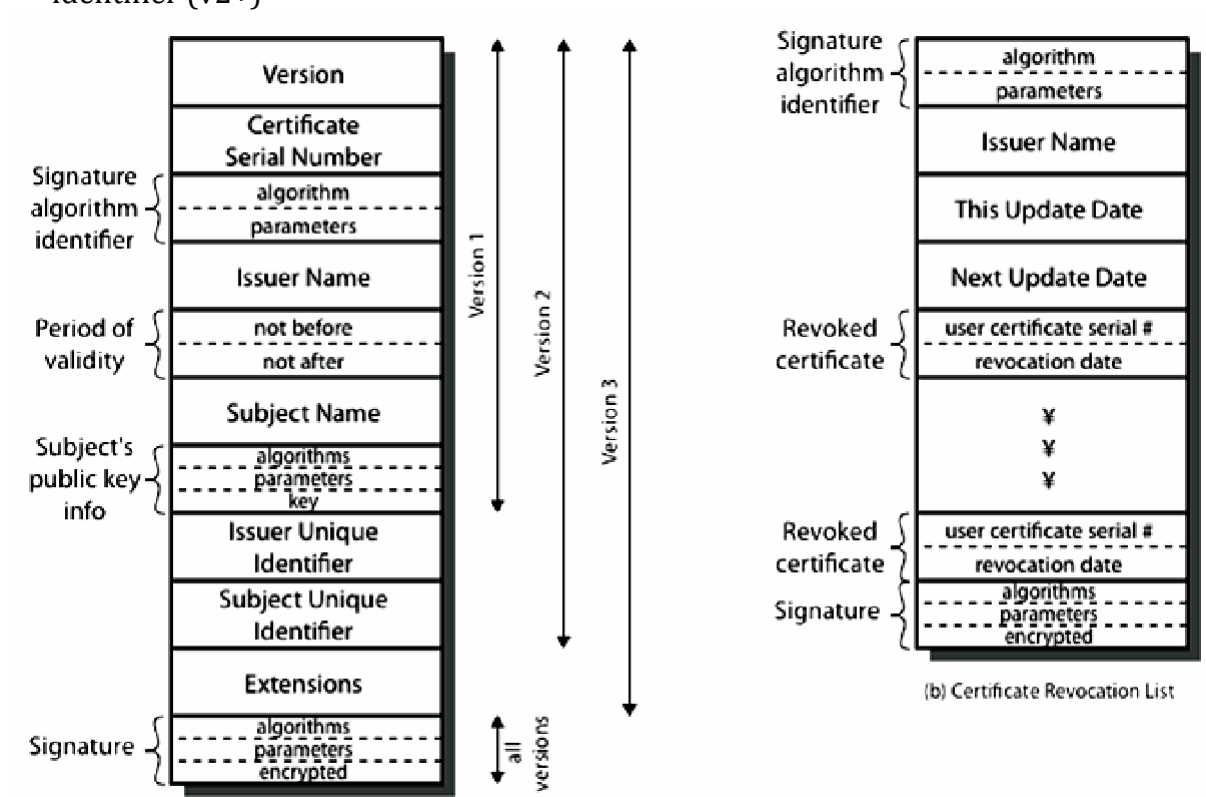 identifier (v2+)
Version
Certificate
Serial Number
Signature
algorithm
identifier
algorithm
parameters
Issuer Name
Period of
validity
not before
not after
Subject Name
Subject's
public key
info
algorithms
parameters
key
Issuer Unique
Identifier
Subject Unique
Identifier
Extensions
Signature
algorithms
parameters
encrypted
Version 1
Version 2
Version 3
all
versions
Signature
algorithm
identifier
algorithm
parameters
Issuer Name
This Update Date
Next Update Date
Revoked
certificate
user certificate serial #
revocation date
¥
¥
¥
Revoked
certificate
user certificate serial #
revocation date
Signature
algorithms
parameters
encrypted
(b) Certificate Revocation List